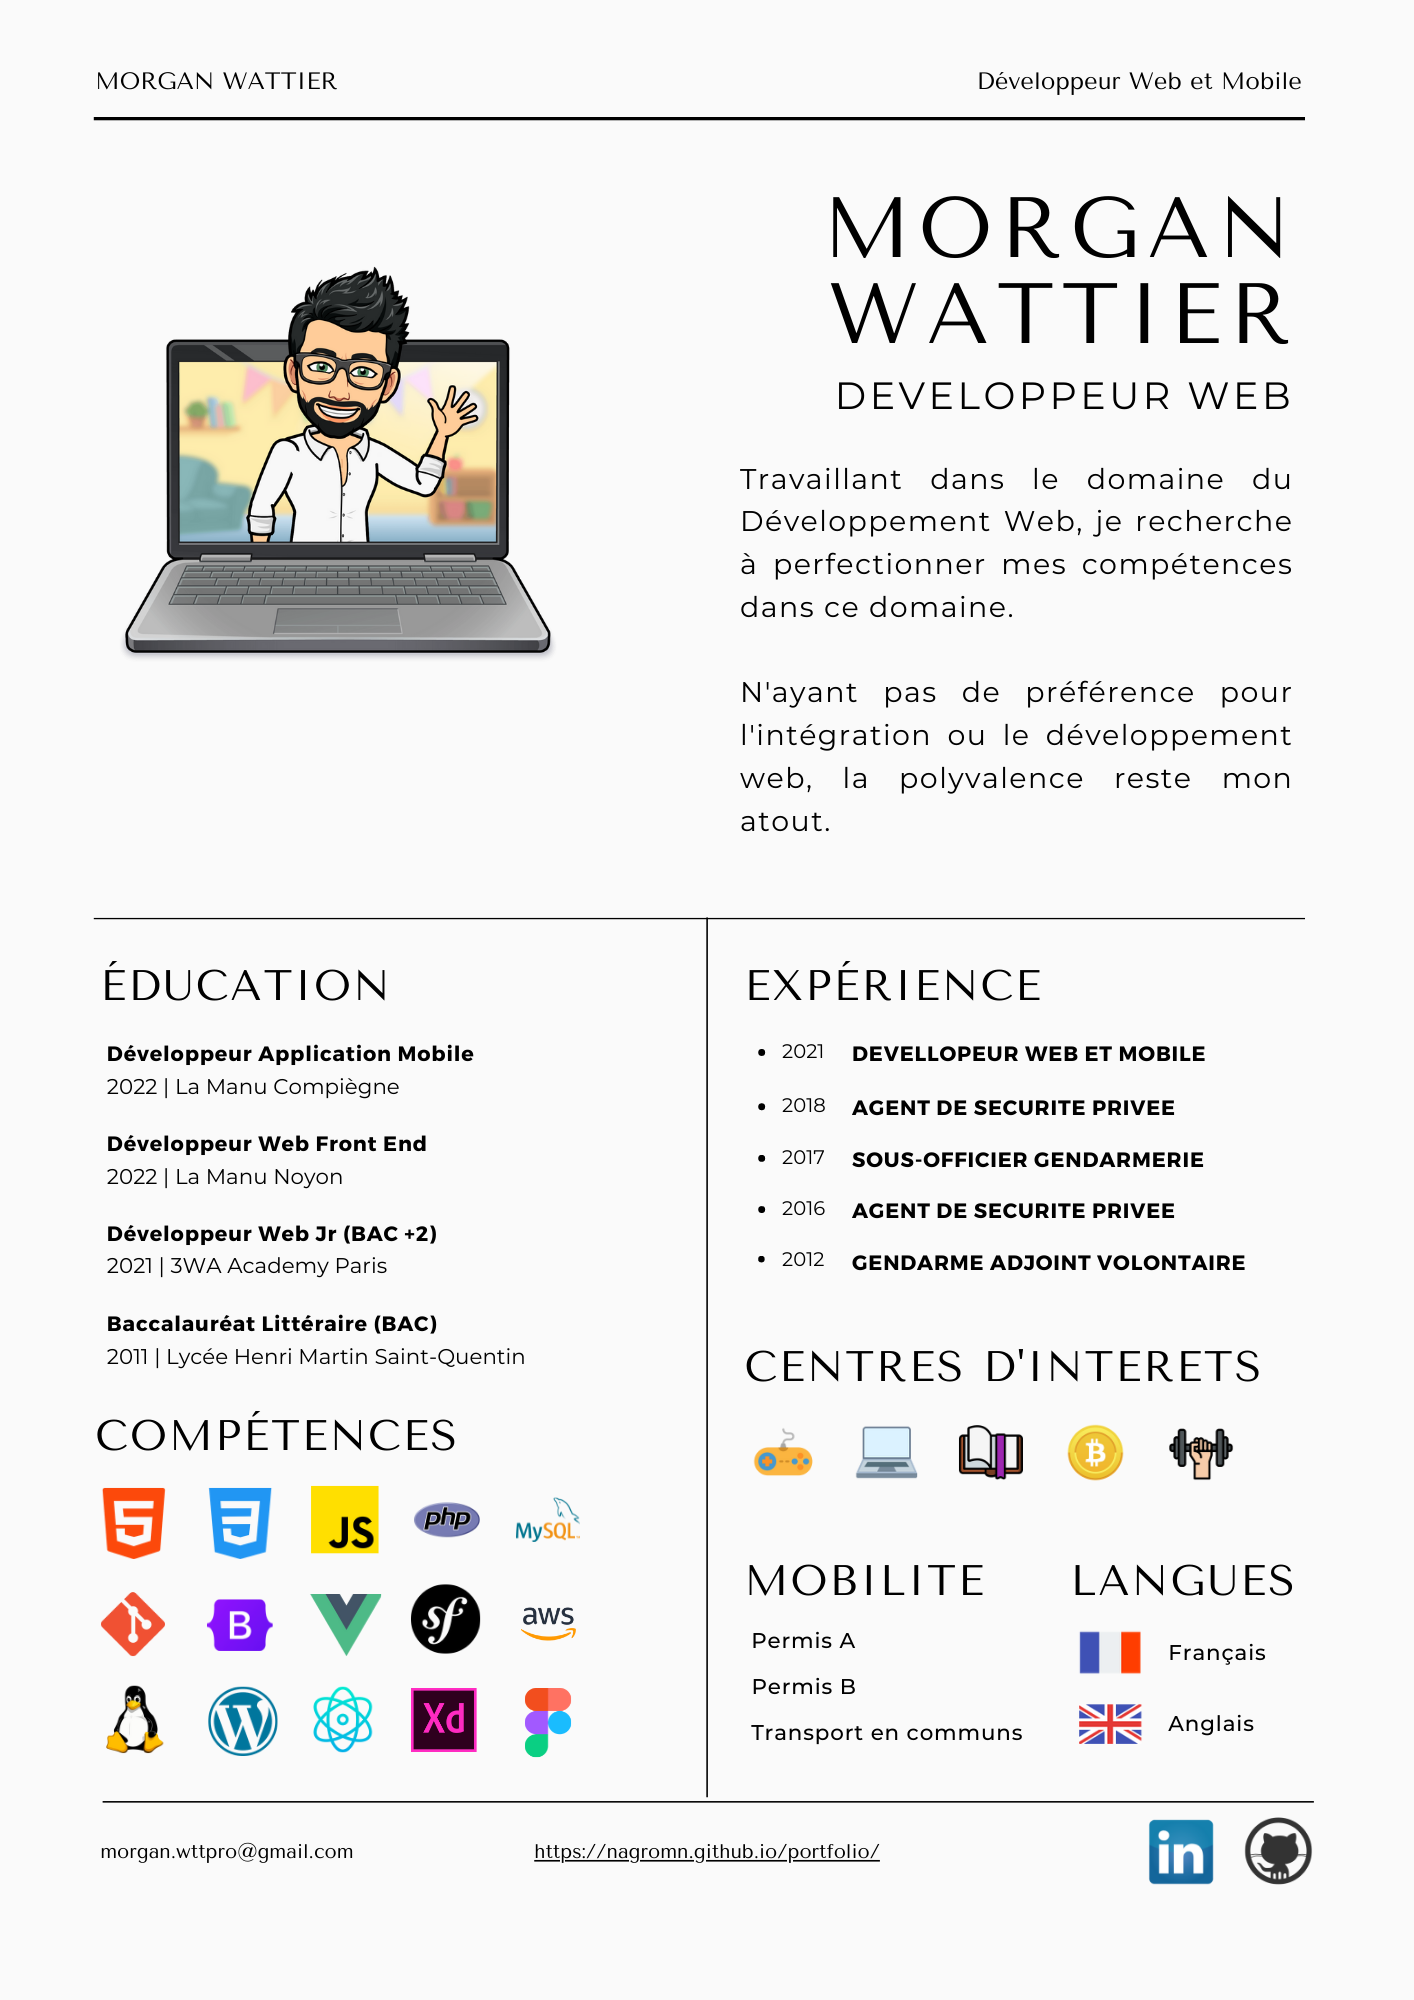 MORGAN WATTIER
Développeur Web et Mobile
MORGAN
WATTIER
DEVELOPPEUR WEB
Travaillant dans le domaine du
Développement Web, je recherche
à perfectionner mes compétences
dans ce domaine.
N'ayant pas de préférence pour
l'intégration ou le développement
web, la polyvalence reste mon
atout.
ÉDUCATION
Développeur Application Mobile
2022 | La Manu Compiègne
Développeur Web Front End
2022 | La Manu Noyon
Développeur Web Jr (BAC +2)
2021 | 3WA Academy Paris
Baccalauréat Littéraire (BAC)
2011 | Lycée Henri Martin Saint-Quentin
COMPÉTENCES
JS
php
MySQL
B
sf
aws
W
Xd
EXPÉRIENCE
• 2021 DEVELLOPEUR WEB ET MOBILE
• 2018 AGENT DE SECURITE PRIVEE
• 2017 SOUS-OFFICIER GENDARMERIE
• 2016 AGENT DE SECURITE PRIVEE
• 2012 GENDARME ADJOINT VOLONTAIRE
CENTRES D'INTERETS
MOBILITE
Permis A
Permis B
Transport en communs
LANGUES
Français
Anglais
morgan.wttpro@gmail.com
https://nagromn.github.io/portfolio/
in